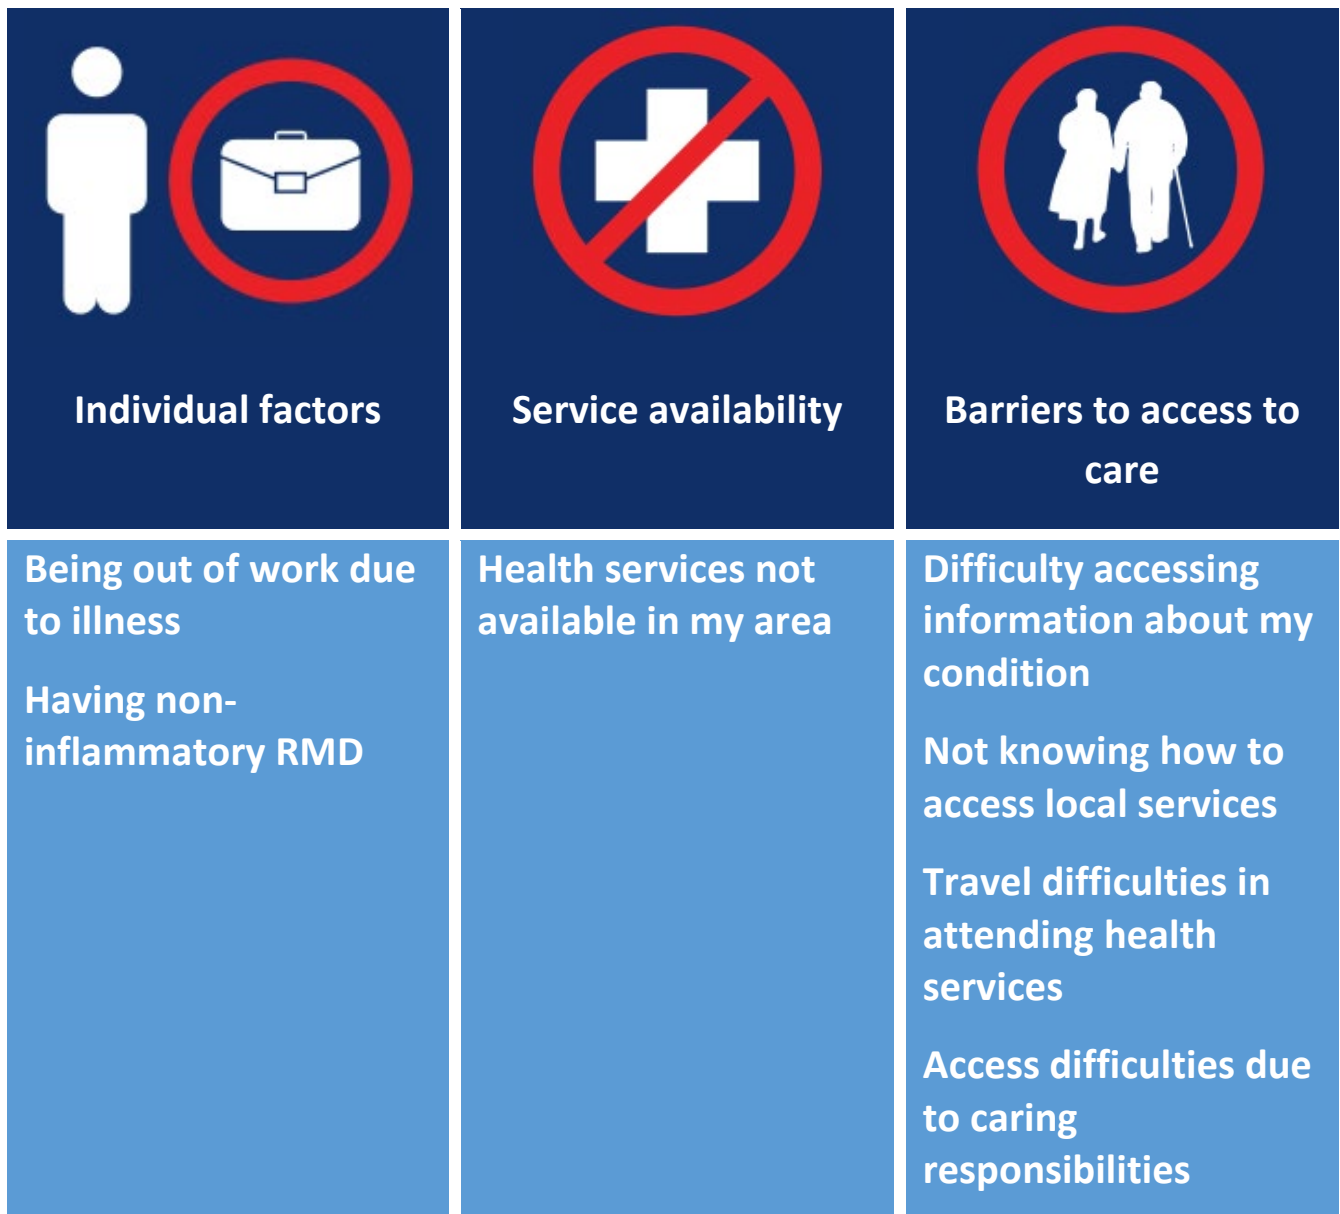 Individual factors
Service availability
Barriers to access to
care
Being out of work due
to illness
Having non-
inflammatory RMD
Health services not
available in my area
Difficulty accessing
information about my
condition
Not knowing how to
access local services
Travel difficulties in
attending health
services
Access difficulties due
to caring
responsibilities